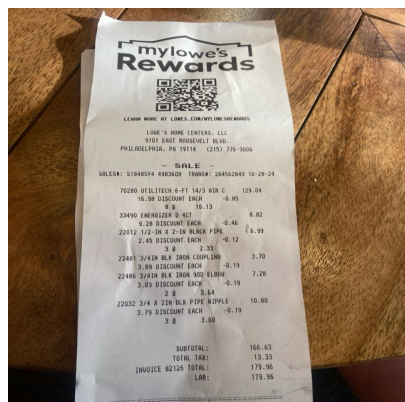 mylowe's
Rewards
LEARN MORE AT LOWES.COM/MYLOWESREWARDS
LOWE'S HOME CENTERS, LLC
9701 EAST ROOSEVELT BLVD.
PHILADELPHIA, PA 19114 (215) 776-9006
- SALE -
SALES#: S1848SY4 4983608 TRANS#: 284562849 10-28-24
70280 UTILITECH 6-FT 14/3 AIR C 129.04
16.98 DISCOUNT EACH -0.85
8 @ 16.13
33490 ENERGIZER D 4CT 8.82
9.28 DISCOUNT EACH -0.46
22012 1/2-IN X 2-IN BLACK PIPE 6.99
2.45 DISCOUNT EACH -0.12
3 @ 2.33
22481 3/4IN BLK IRON COUPLING 3.70
3.89 DISCOUNT EACH -0.19
22486 3/4IN BLK IRON 90D ELBOW 7.28
3.83 DISCOUNT EACH -0.19
2 @ 3.64
22032 3/4 X 2IN BLK PIPE NIPPLE 10.80
3.79 DISCOUNT EACH -0.19
3 @ 3.60
SUBTOTAL: 166.63
TOTAL TAX: 13.33
INVOICE 82126 TOTAL: 179.96
LAR: 179.96